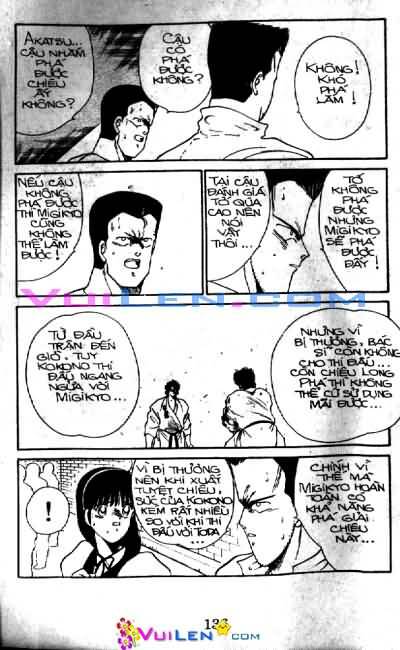 AKATSU...
CẬU NHẮM
PHÁ
ĐƯỢC
CHIÊU
ẤY
KHÔNG?
CẬU
CÓ
PHÁ
ĐƯỢC
KHÔNG?
KHÔNG!
KHÓ
PHÁ
LẮM!
NẾU CẬU
KHÔNG
PHÁ ĐƯỢC
THÌ MIGIKYO
CŨNG
KHÔNG
THỂ LÀM
ĐƯỢC!
TẠI CẬU
ĐÁNH GIÁ
TỚ QUÁ
CAO NÊN
NÓI
VẬY
THÔI...
TỚ
KHÔNG
PHÁ ĐƯỢC
NHƯNG
MIGIKYO
SẼ PHÁ
ĐƯỢC
ĐẤY!
VUILEN.COM
TỪ ĐẦU
TRẬN ĐẾN
GIỜ, TUY
KOKONO THI
ĐẤU NGANG
NGỬA VỚI
MIGIKYO...
NHƯNG VÌ
BỊ THƯƠNG, BÁC
SĨ CÒN KHÔNG
CHO THI ĐẤU...
CÒN CHIÊU LONG
PHÁ THÌ KHÔNG
THỂ CỨ SỬ DỤNG
MÃI ĐƯỢC...
!
VÌ BỊ THƯƠNG
NÊN KHI XUẤT
TUYỆT CHIÊU,
SỨC CỦA KOKONO
KÉM RẤT NHIỀU
SO VỚI KHI THI
ĐẤU VỚI TODA
...
CHÍNH VÌ
THẾ MÀ
MIGIKYO HOÀN
TOÀN CÓ
KHẢ NĂNG
PHÁ GIẢI
CHIÊU
NÀY...
VUILEN.COM